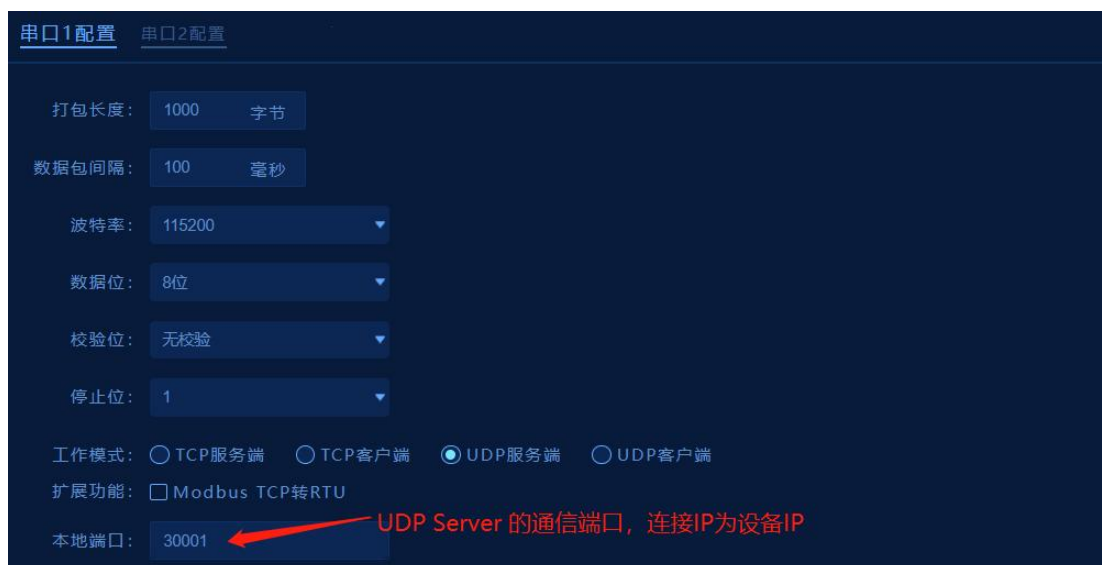 串口1配置 串口2配置
打包长度: 1000 字节
数据包间隔: 100 毫秒
波特率: 115200
数据位: 8位
校验位: 无校验
停止位: 1
工作模式: TCP服务端 TCP客户端 UDP服务端 UDP客户端
扩展功能: Modbus TCP转RTU
UDP Server 的通信端口，连接IP为设备IP
本地端口: 30001